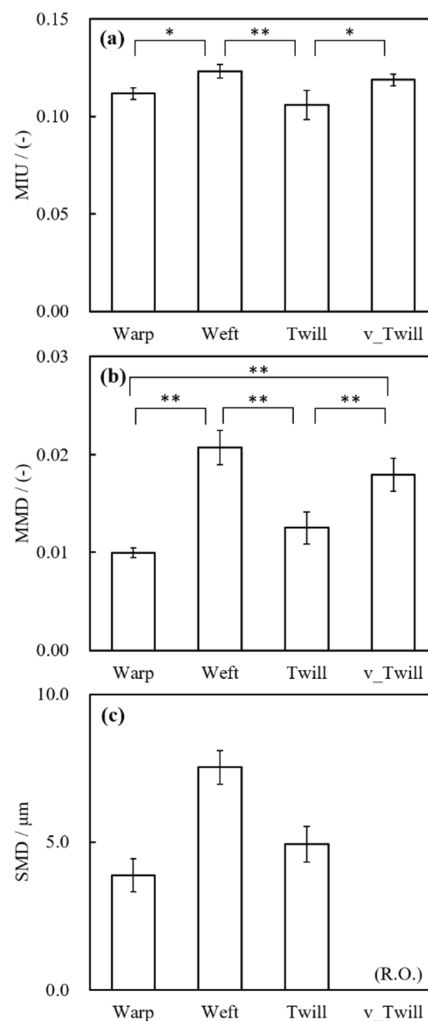 0.15
(a)
*
**
*
0.10
MIU / (-)
0.05
0.00
Warp
Weft
Twill
v_Twill
0.03
(b)
**
**
**
**
0.02
MMD / (-)
0.01
0.00
Warp
Weft
Twill
v_Twill
10.0
(c)
SMD / μm
5.0
0.0
(R.O.)
Warp
Weft
Twill
v_Twill